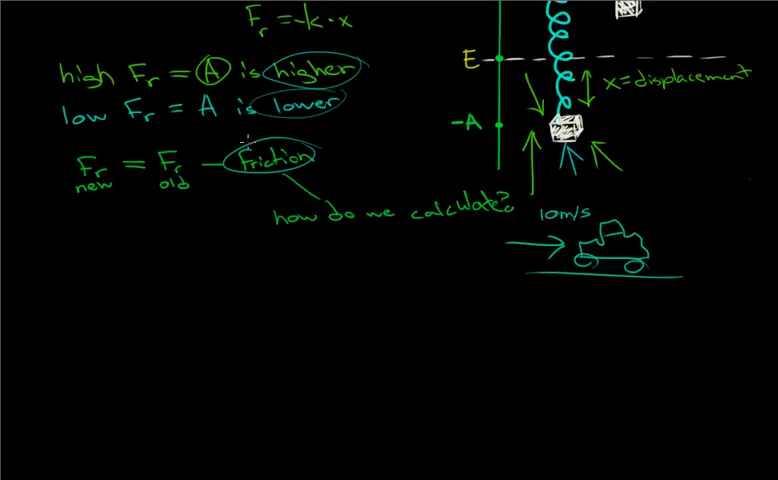 Fr = -k · x
high Fr = A is higher
low Fr = A is lower
Fr new = Fr old - Friction
how do we calculate?
E
x = displacement
-A
10m/s